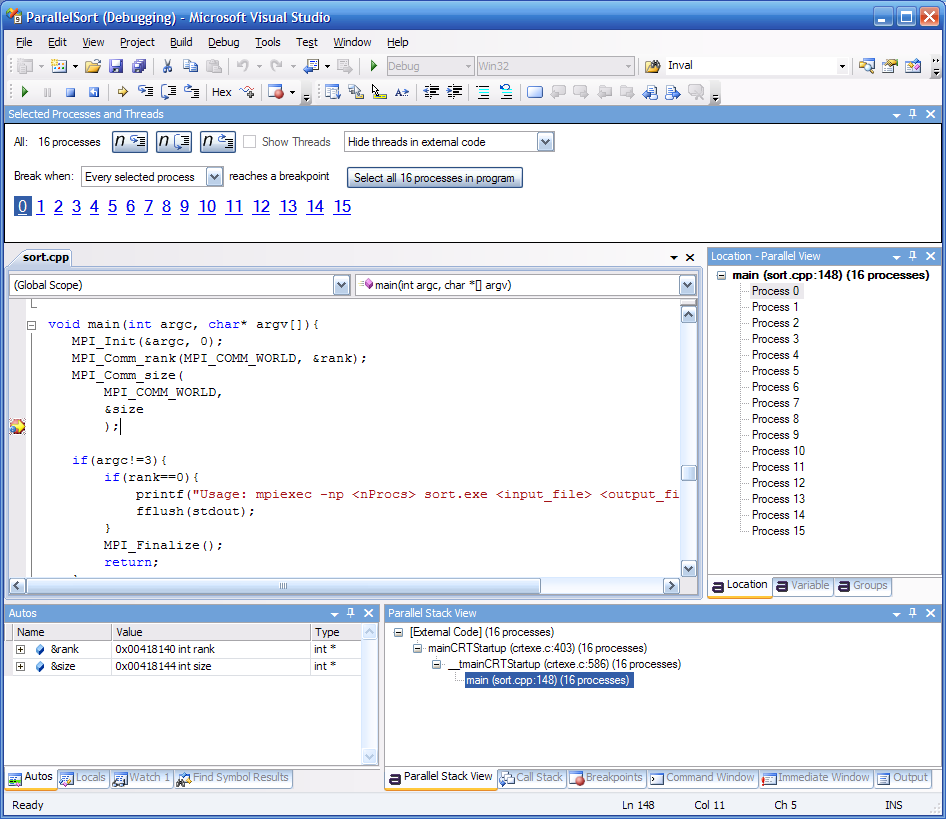 ParallelSort (Debugging) - Microsoft Visual Studio
File Edit View Project Build Debug Tools Test Window Help
Debug Win32 Inval
Hex
Selected Processes and Threads
All: 16 processes n n n Show Threads Hide threads in external code
Break when: Every selected process reaches a breakpoint Select all 16 processes in program
0 1 2 3 4 5 6 7 8 9 10 11 12 13 14 15
sort.cpp
(Global Scope) main(int argc, char *[] argv)
void main(int argc, char* argv[]){
MPI_Init(&argc, 0);
MPI_Comm_rank(MPI_COMM_WORLD, &rank);
MPI_Comm_size(
MPI_COMM_WORLD,
&size
);
if(argc!=3){
if(rank==0){
printf("Usage: mpiexec -np <nProcs> sort.exe <input_file> <output_fi
fflush(stdout);
}
MPI_Finalize();
return;
Location - Parallel View
main (sort.cpp:148) (16 processes)
Process 0
Process 1
Process 2
Process 3
Process 4
Process 5
Process 6
Process 7
Process 8
Process 9
Process 10
Process 11
Process 12
Process 13
Process 14
Process 15
Location Variable Groups
Autos
Name Value Type
&rank 0x00418140 int rank int *
&size 0x00418144 int size int *
Autos Locals Watch 1 Find Symbol Results
Parallel Stack View
[External Code] (16 processes)
mainCRTStartup (crtexe.c:403) (16 processes)
__tmainCRTStartup (crtexe.c:586) (16 processes)
main (sort.cpp:148) (16 processes)
Parallel Stack View Call Stack Breakpoints Command Window Immediate Window Output
Ready Ln 148 Col 11 Ch 5 INS